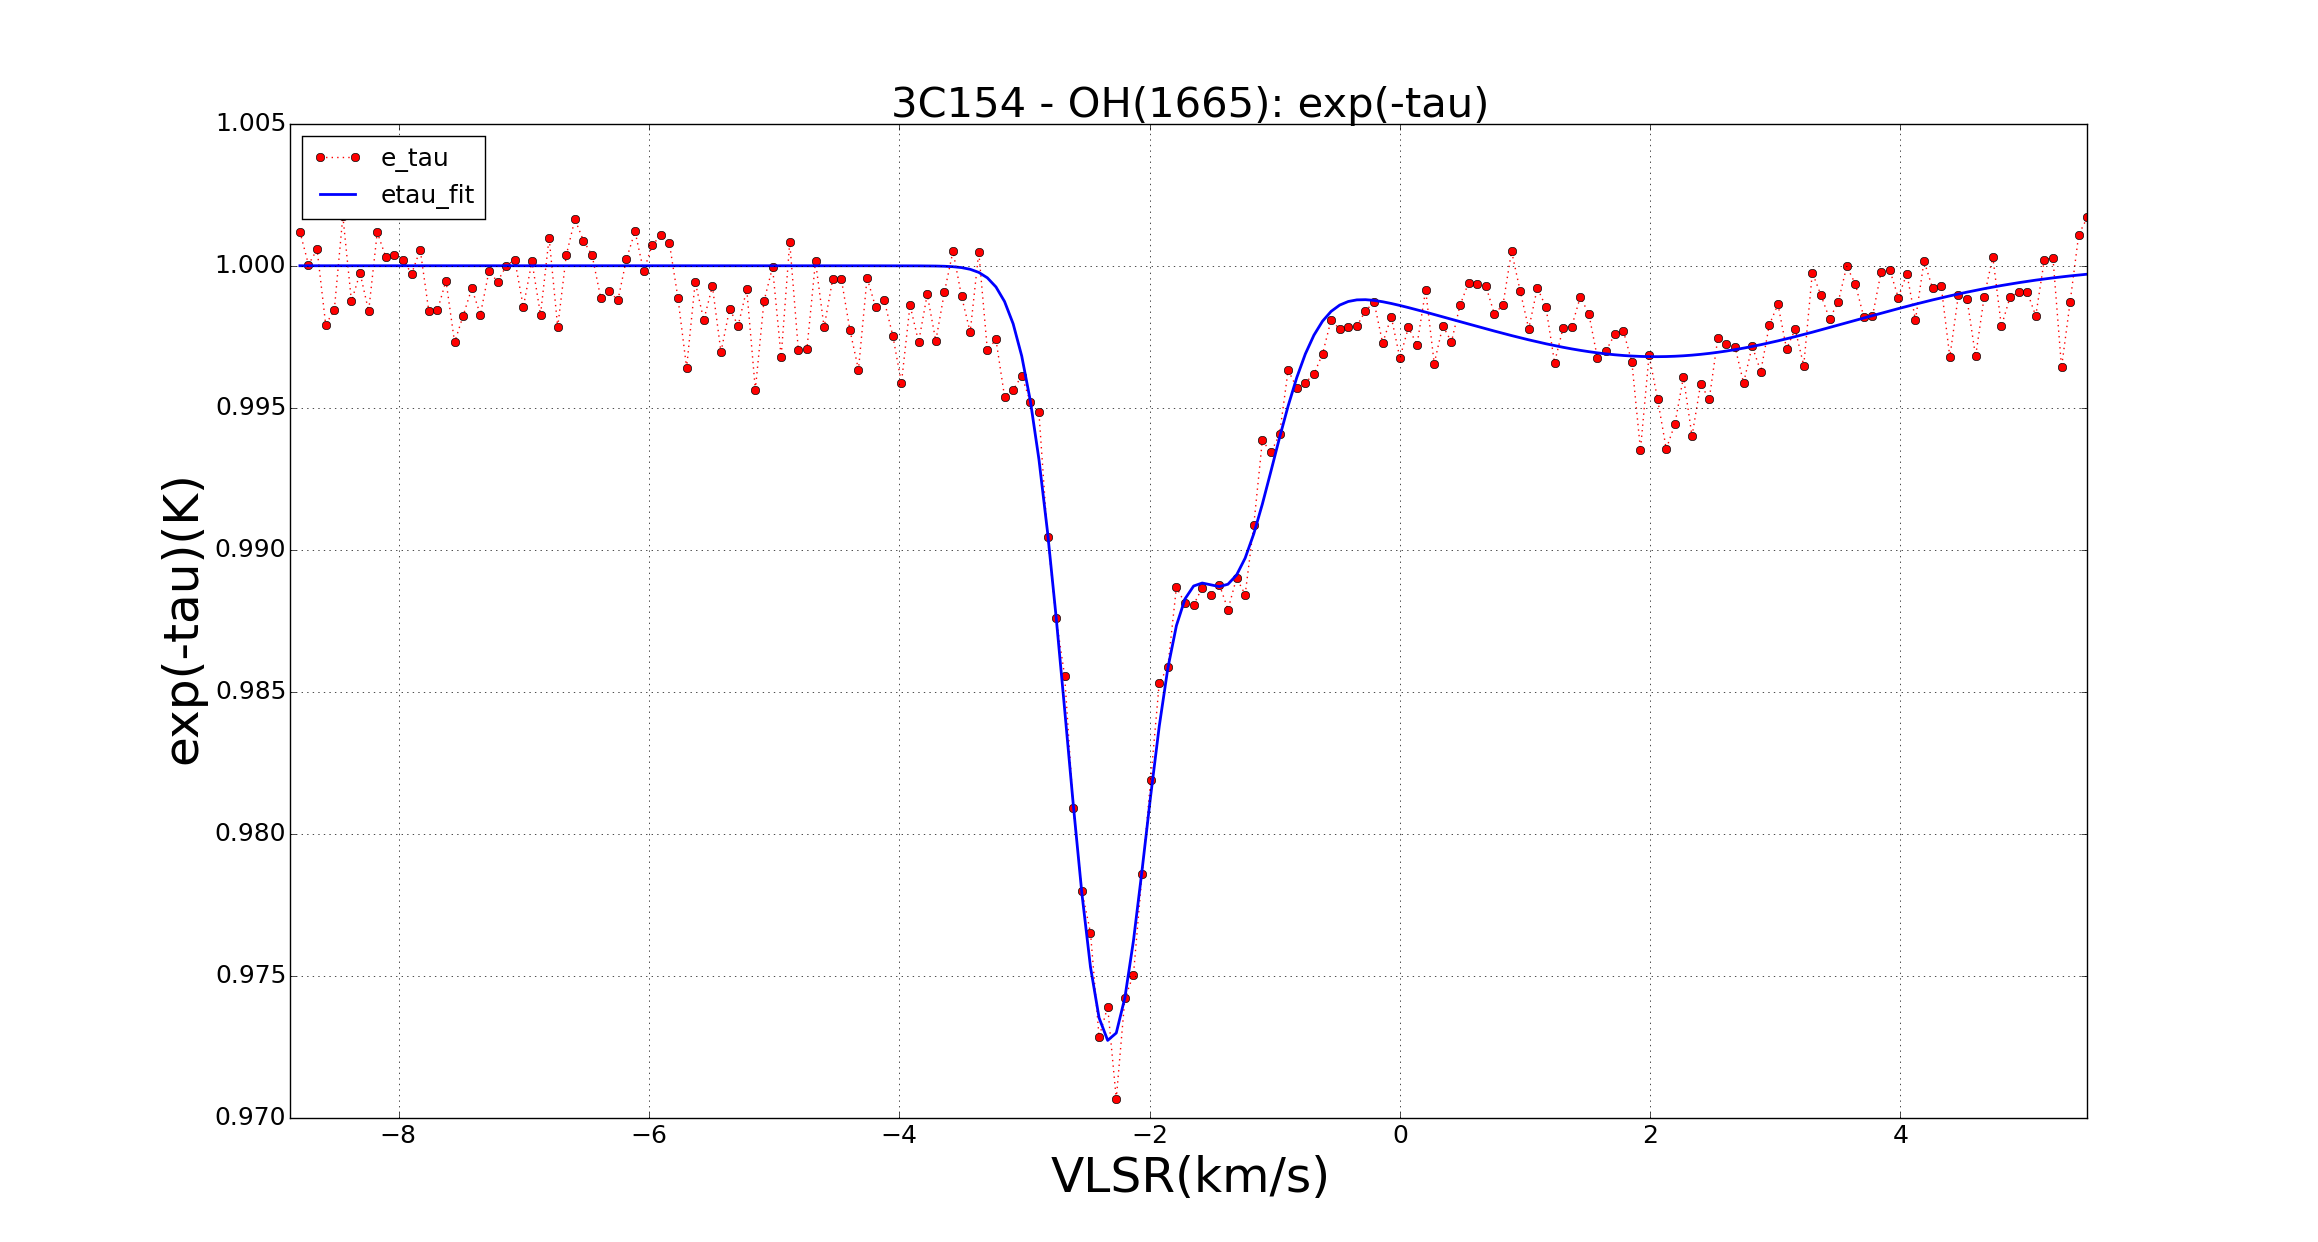 3C154 - OH(1665): exp(-tau)
1.005
1.000
0.995
0.990
0.985
0.980
0.975
0.970
e_tau
etau_fit
exp(-tau)(K)
−8 −6 −4 −2 0 2 4
VLSR(km/s)